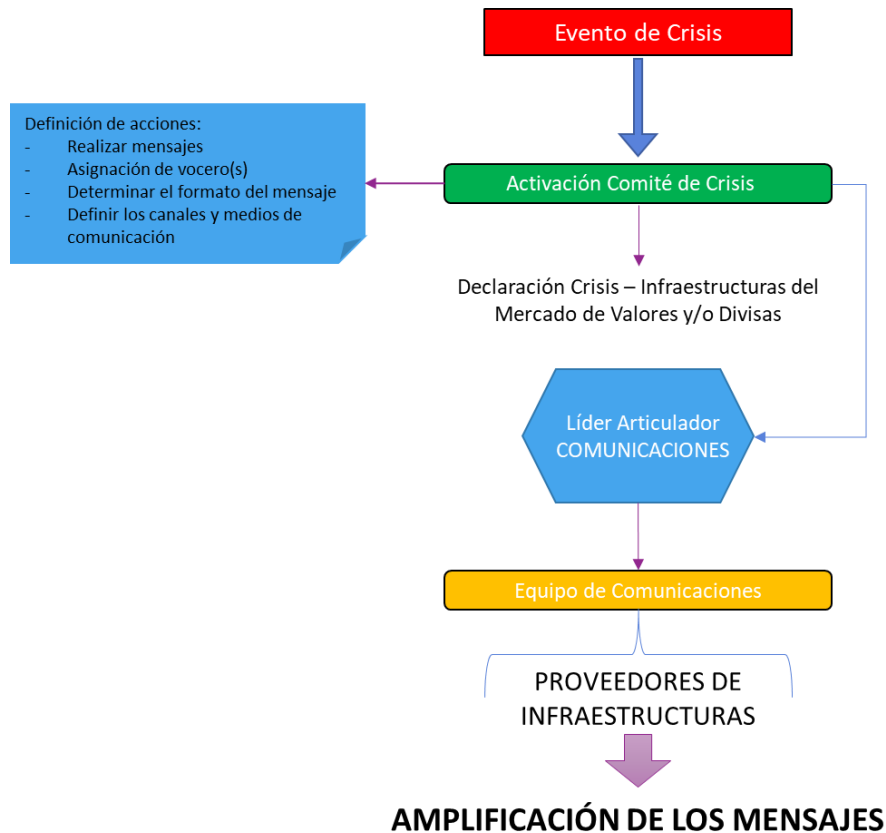 Evento de Crisis
Definición de acciones:
- Realizar mensajes
- Asignación de vocero(s)
- Determinar el formato del mensaje
- Definir los canales y medios de
comunicación
Activación Comité de Crisis
Declaración Crisis – Infraestructuras del
Mercado de Valores y/o Divisas
Líder Articulador
COMUNICACIONES
Equipo de Comunicaciones
PROVEEDORES DE
INFRAESTRUCTURAS
AMPLIFICACIÓN DE LOS MENSAJES